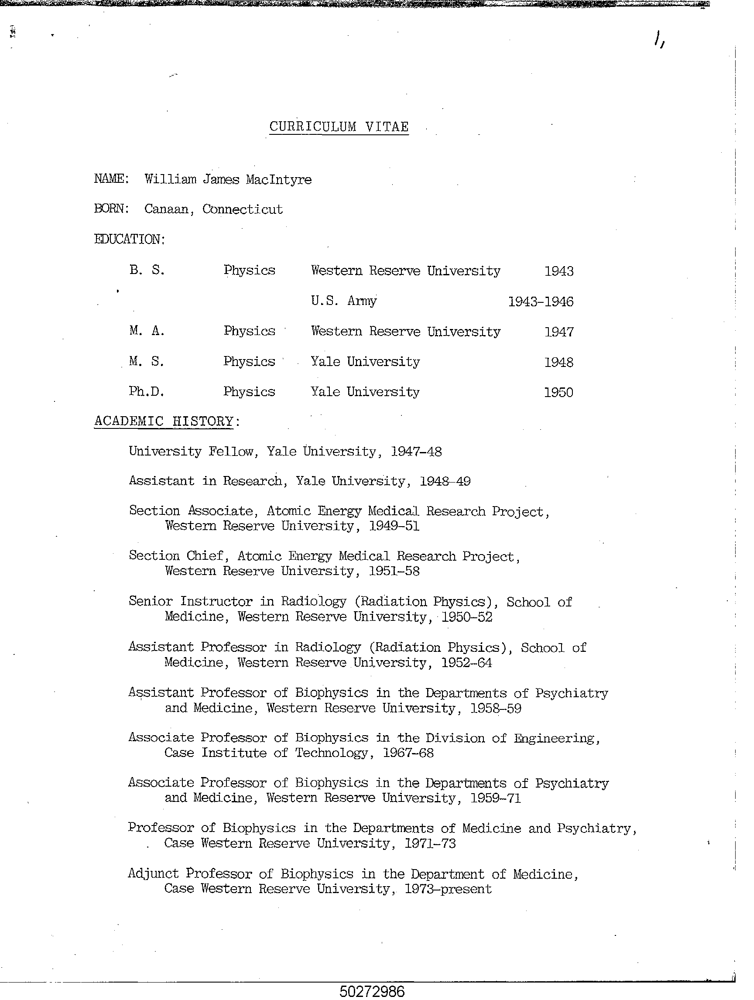 1,
CURRICULUM VITAE
NAME: William James MacIntyre
BORN: Canaan, Connecticut
EDUCATION:
B. S. Physics Western Reserve University 1943
U.S. Army 1943-1946
M. A. Physics Western Reserve University 1947
M. S. Physics Yale University 1948
Ph.D. Physics Yale University 1950
ACADEMIC HISTORY:
University Fellow, Yale University, 1947-48
Assistant in Research, Yale University, 1948-49
Section Associate, Atomic Energy Medical Research Project,
Western Reserve University, 1949-51
Section Chief, Atomic Energy Medical Research Project,
Western Reserve University, 1951-58
Senior Instructor in Radiology (Radiation Physics), School of
Medicine, Western Reserve University, 1950-52
Assistant Professor in Radiology (Radiation Physics), School of
Medicine, Western Reserve University, 1952-64
Assistant Professor of Biophysics in the Departments of Psychiatry
and Medicine, Western Reserve University, 1958-59
Associate Professor of Biophysics in the Division of Engineering,
Case Institute of Technology, 1967-68
Associate Professor of Biophysics in the Departments of Psychiatry
and Medicine, Western Reserve University, 1959-71
Professor of Biophysics in the Departments of Medicine and Psychiatry,
Case Western Reserve University, 1971-73
Adjunct Professor of Biophysics in the Department of Medicine,
Case Western Reserve University, 1973-present
50272986